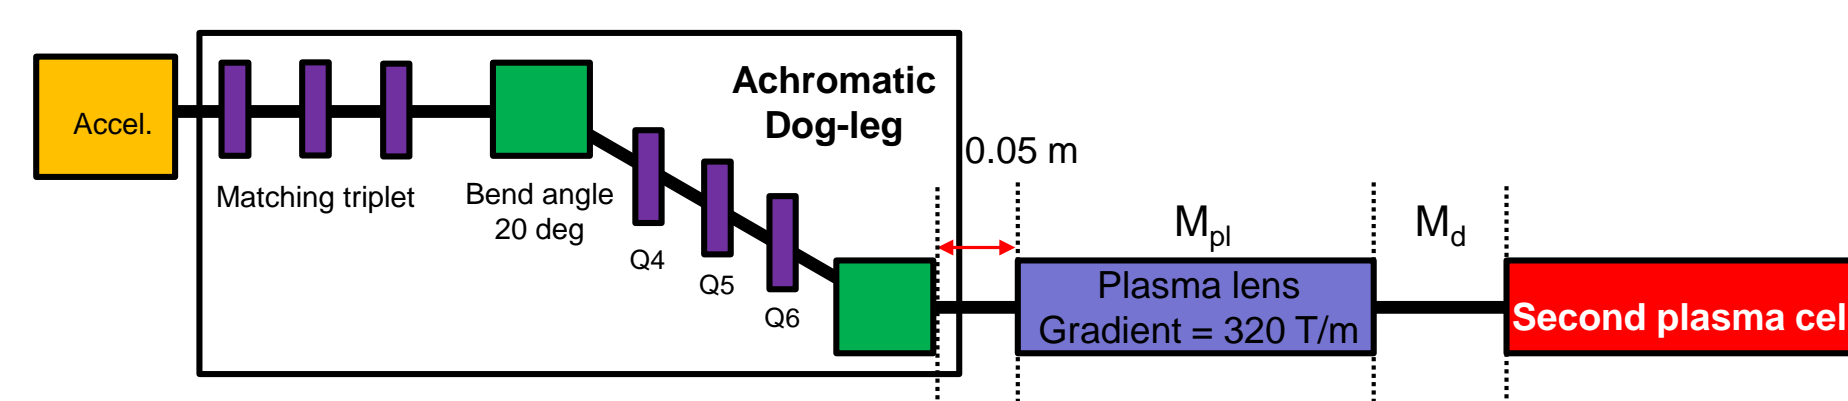 Accel.
Matching triplet
Bend angle
20 deg
Q4
Q5
Q6
Achromatic
Dog-leg
0.05 m
Mpl
Plasma lens
Gradient = 320 T/m
Md
Second plasma cel